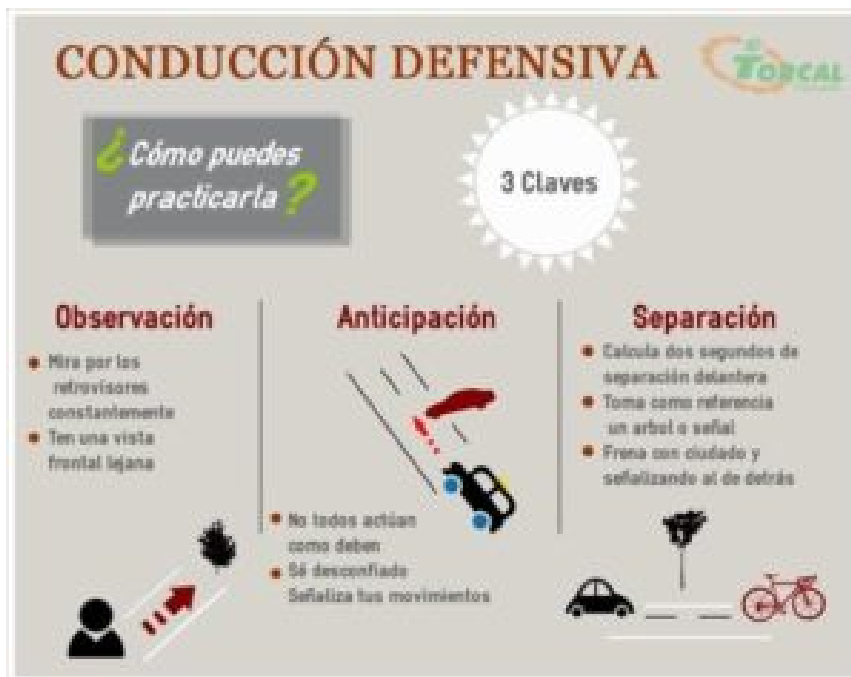 CONDUCCIÓN DEFENSIVA
TORCAL
¿Cómo puedes
practicarla?
3 Claves
Observación
Mira por los
retrovisores
constantemente
Ten una vista
frontal lejana
Anticipación
No todos actúan
como deben
Sé desconfiado
Señaliza tus movimientos
Separación
Calcula dos segundos de
separación delantera
Toma como referencia
un arbol o señal
Frena con ciudado y
señalizando al de detrás